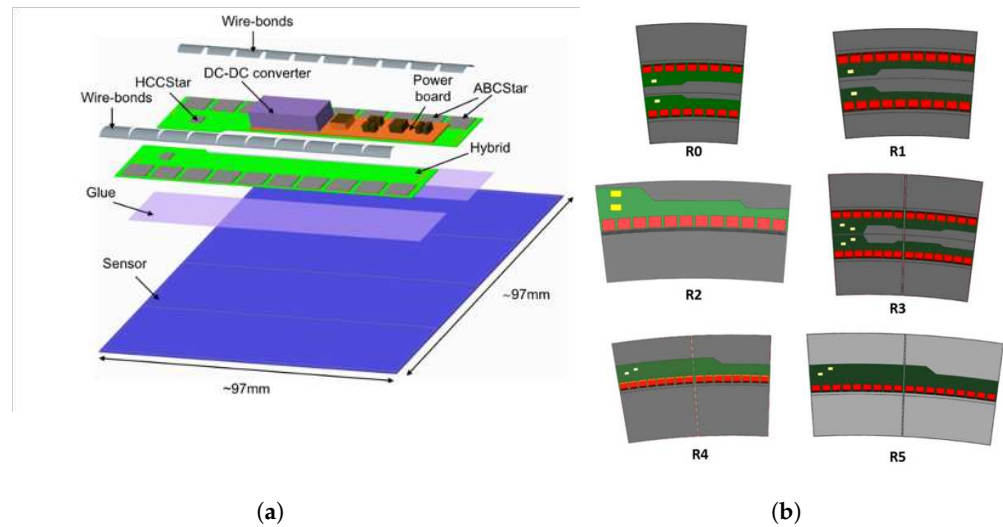 Wire-bonds
DC-DC converter
HCCStar
Power
board
ABCStar
Wire-bonds
Hybrid
Glue
Sensor
~97mm
~97mm
(a)
R0
R1
R2
R3
R4
R5
(b)